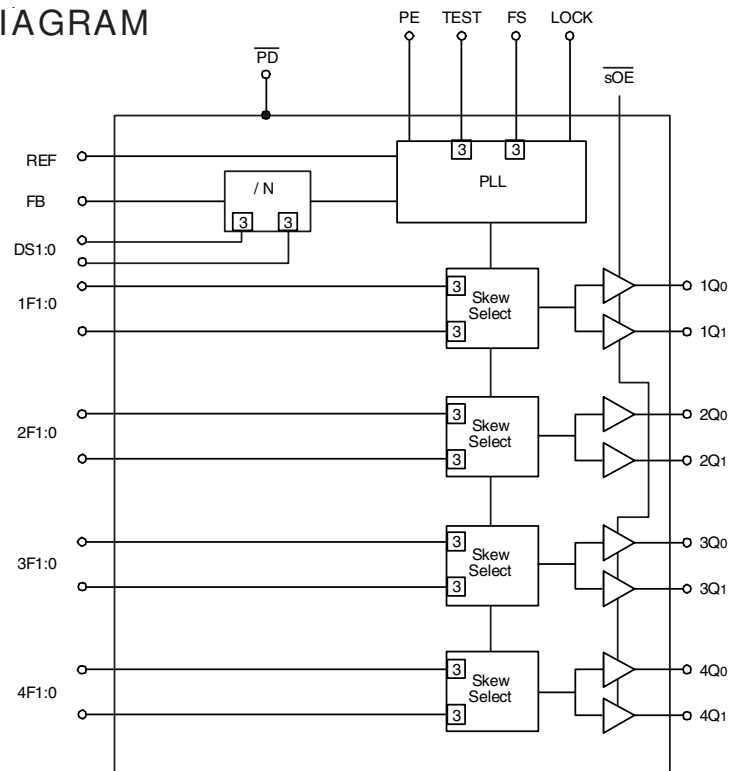 IAGRAM
PE TEST FS LOCK
PD
sOE
3 3
REF
PLL
/ N
FB
3 3
DS1:0
1F1:0
3
Skew
Select
3
1Q0
1Q1
2F1:0
3
Skew
Select
3
2Q0
2Q1
3F1:0
3
Skew
Select
3
3Q0
3Q1
4F1:0
3
Skew
Select
3
4Q0
4Q1